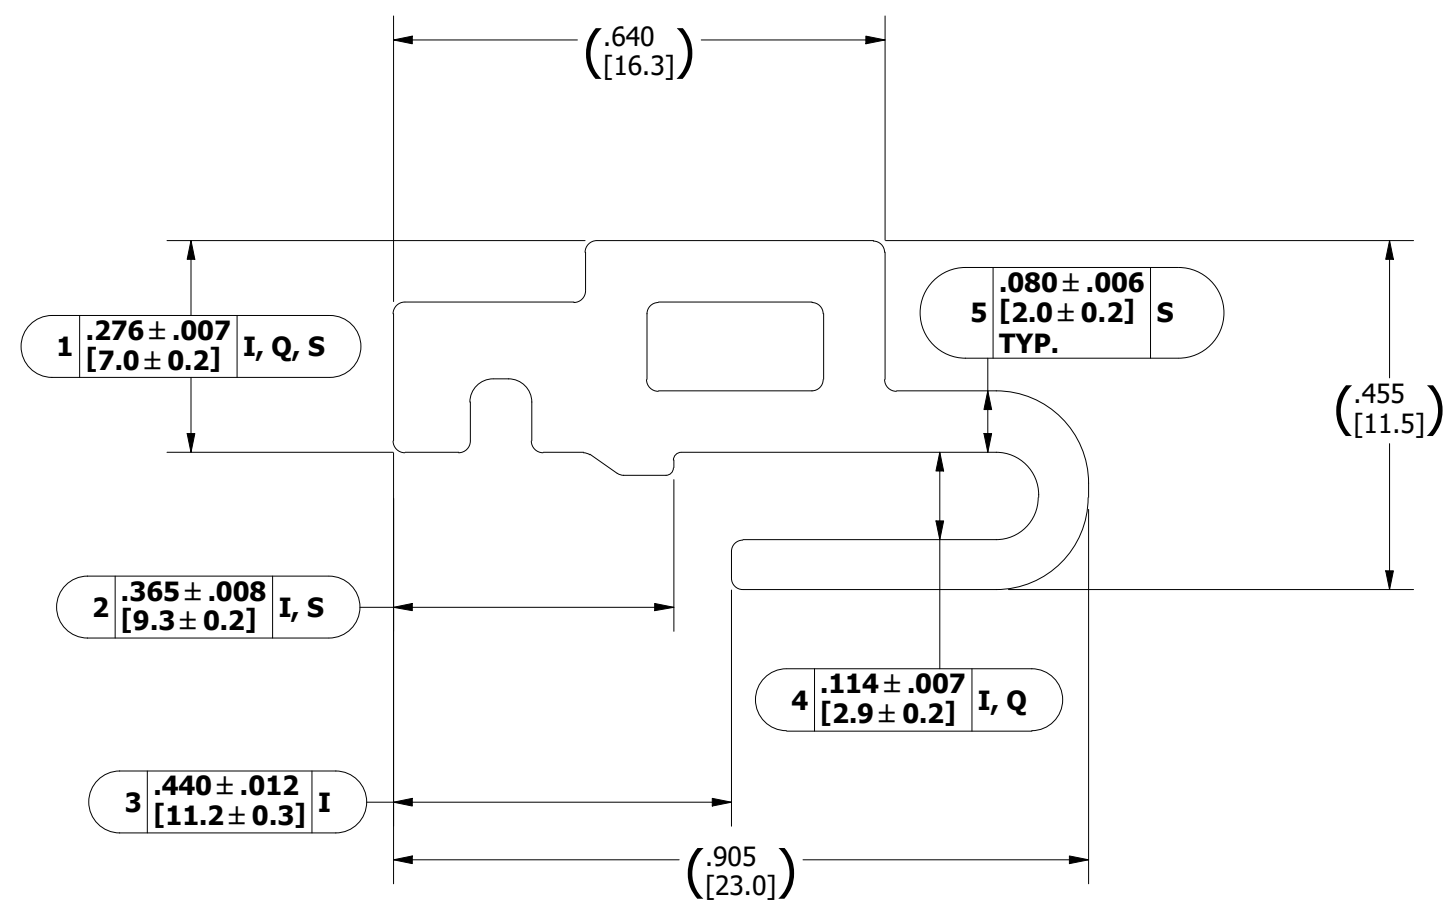 (.640
[16.3])
1 .276 ± .007 I, Q, S
[7.0 ± 0.2]
5 .080 ± .006 S
[2.0 ± 0.2]
TYP.
(.455
[11.5])
2 .365 ± .008 I, S
[9.3 ± 0.2]
4 .114 ± .007 I, Q
[2.9 ± 0.2]
3 .440 ± .012 I
[11.2 ± 0.3]
(.905
[23.0])